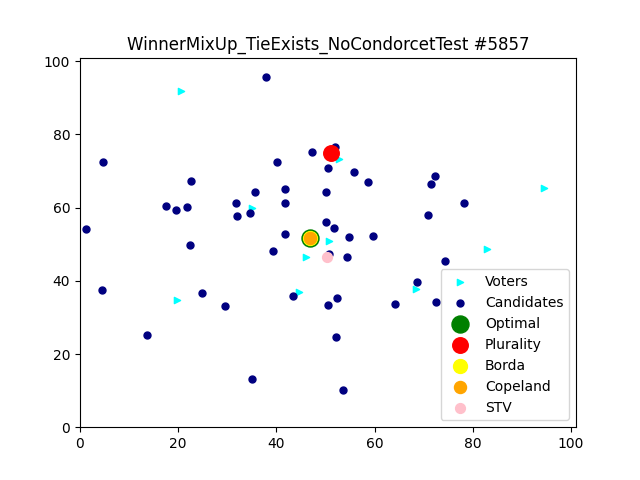 WinnerMixUp_TieExists_NoCondorcetTest #5857
100
80
60
40
20
0
0 20 40 60 80 100
Voters
Candidates
Optimal
Plurality
Borda
Copeland
STV